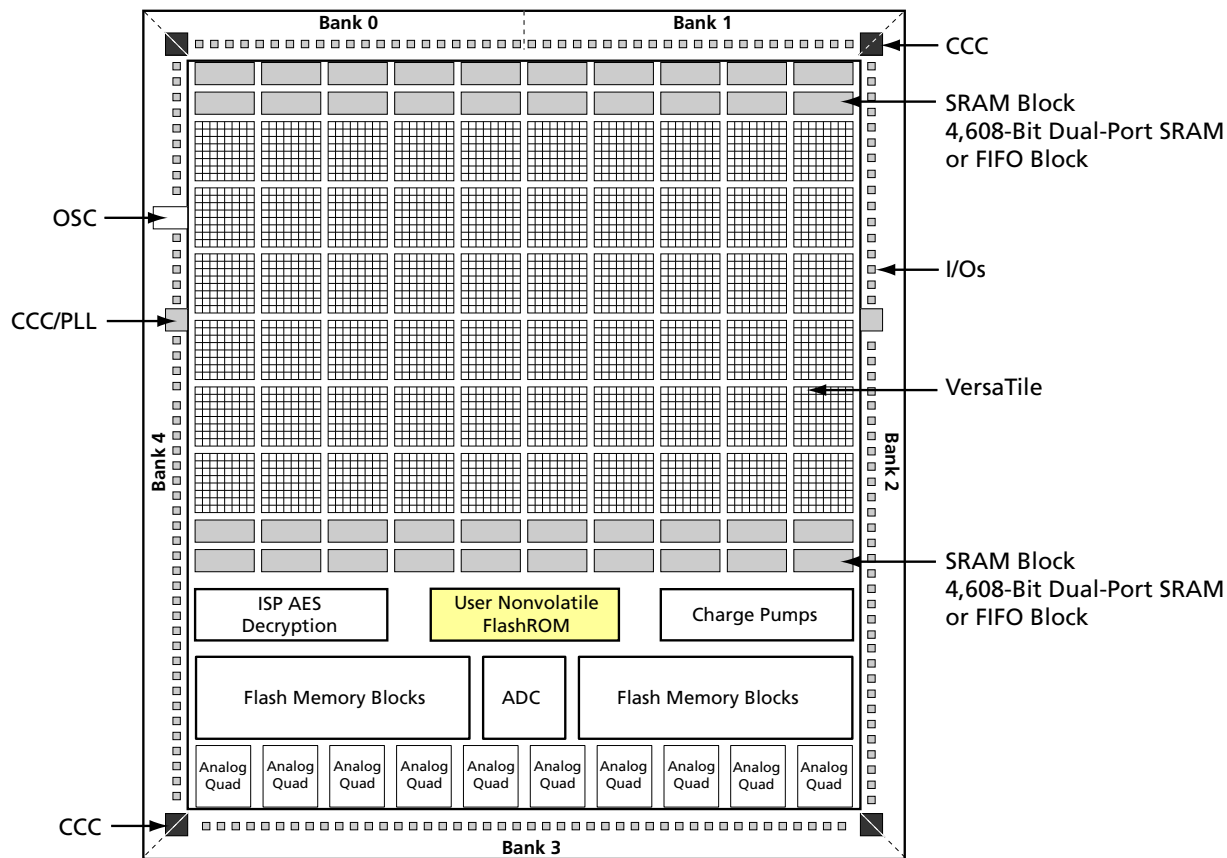 Bank 0
Bank 1
CCC
SRAM Block
4,608-Bit Dual-Port SRAM
or FIFO Block
OSC
I/Os
CCC/PLL
VersaTile
Bank 4
Bank 2
SRAM Block
4,608-Bit Dual-Port SRAM
or FIFO Block
ISP AES
Decryption
User Nonvolatile
FlashROM
Charge Pumps
Flash Memory Blocks
ADC
Flash Memory Blocks
Analog
Quad
Analog
Quad
Analog
Quad
Analog
Quad
Analog
Quad
Analog
Quad
Analog
Quad
Analog
Quad
Analog
Quad
Analog
Quad
CCC
Bank 3